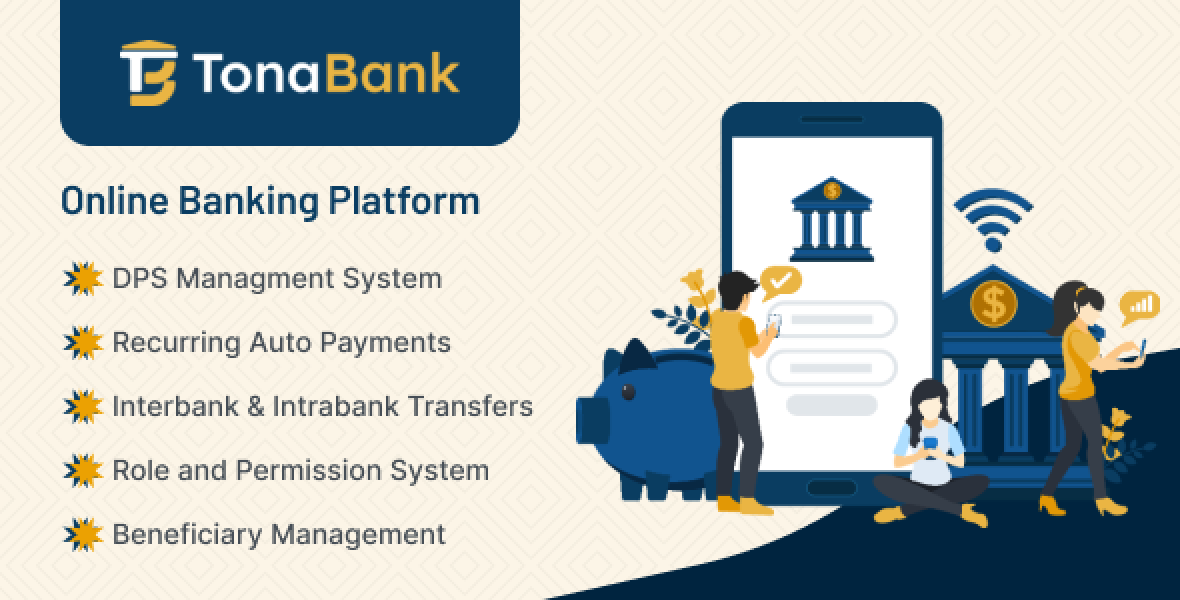 TonaBank
Online Banking Platform
DPS Managment System
Recurring Auto Payments
Interbank & Intrabank Transfers
Role and Permission System
Beneficiary Management